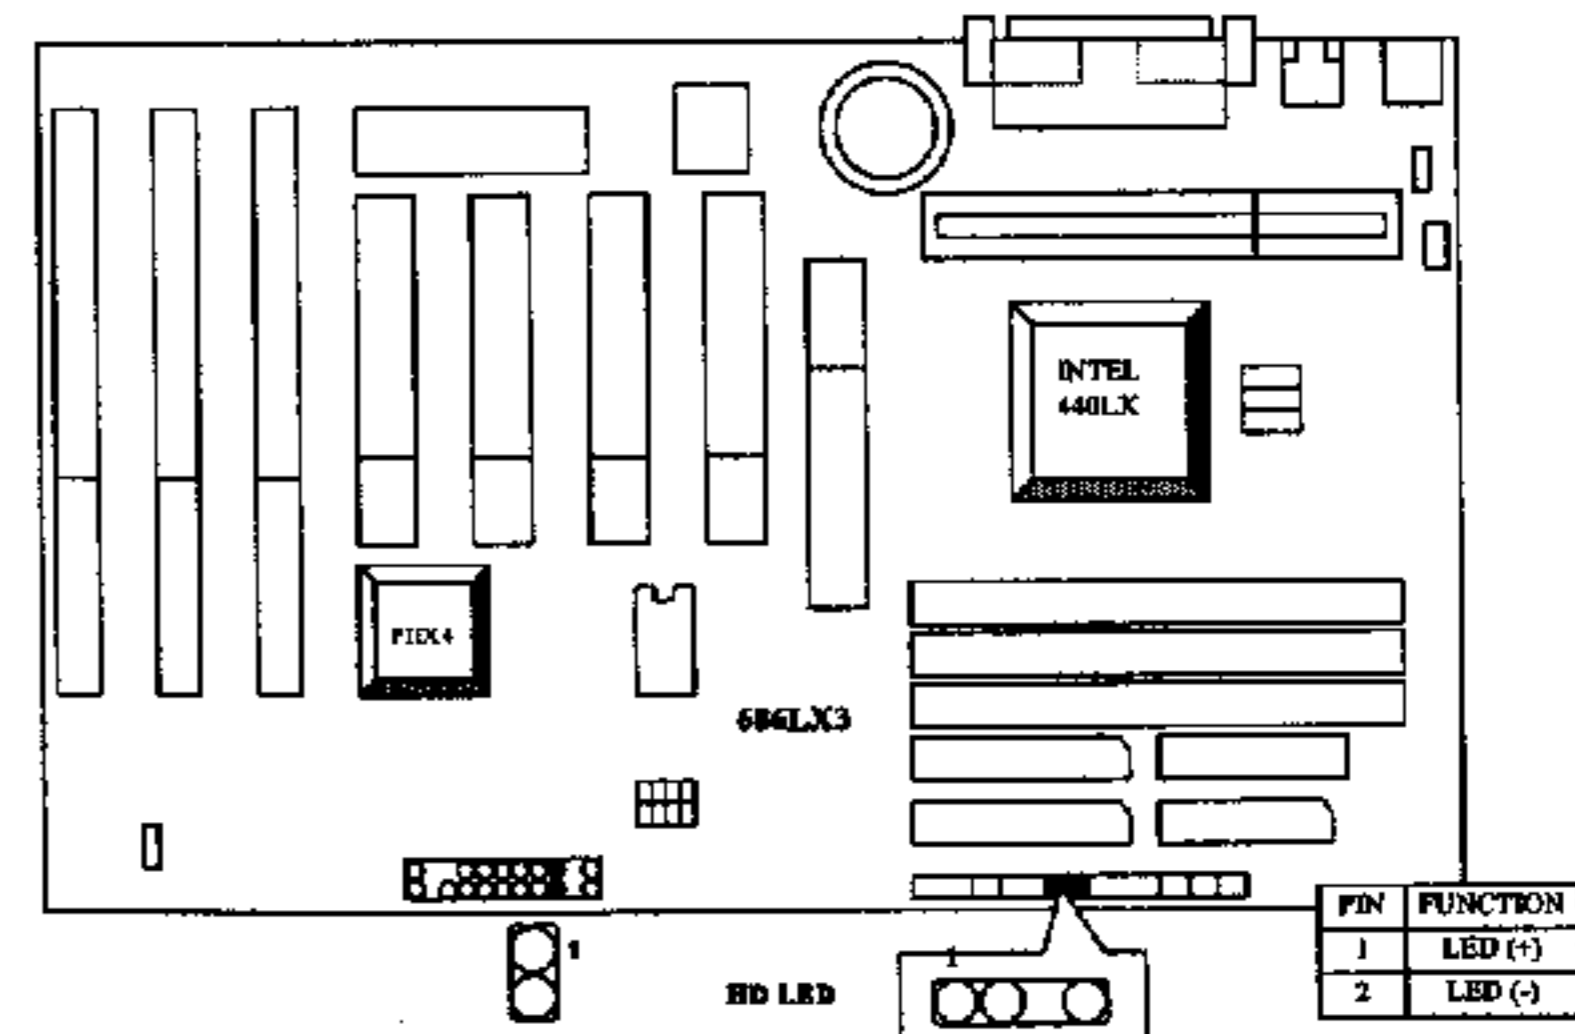 INTEL
440LX
PIIX4
686LX3
PIN FUNCTION
1 LED (+)
2 LED (-)
1
HD LED
1